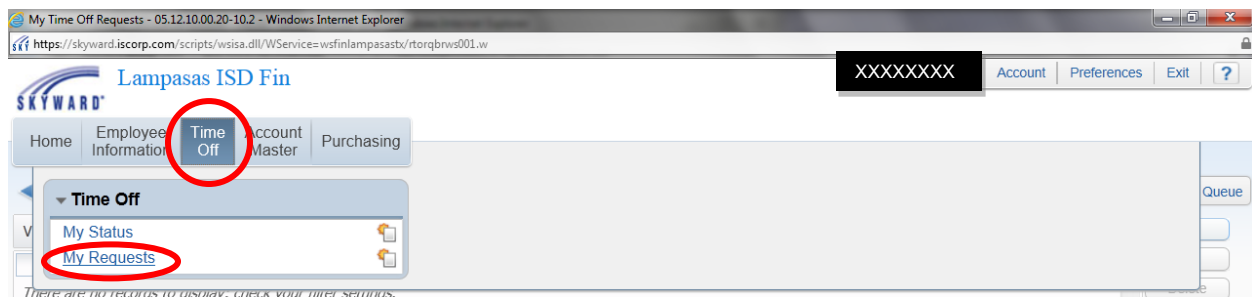 My Time Off Requests - 05.12.10.00.20-10.2 - Windows Internet Explorer
https://skyward.iscorp.com/scripts/wsisa.dll/WService=wsfinlampasastx/rtorqbrws001.w
SKYWARD
Lampasas ISD Fin
XXXXXXXX
Account Preferences Exit ?
Home
Employee Information
Time Off
Account Master
Purchasing
Queue
Time Off
My Status
My Requests
There are no records to display; check your filter settings.
Delete